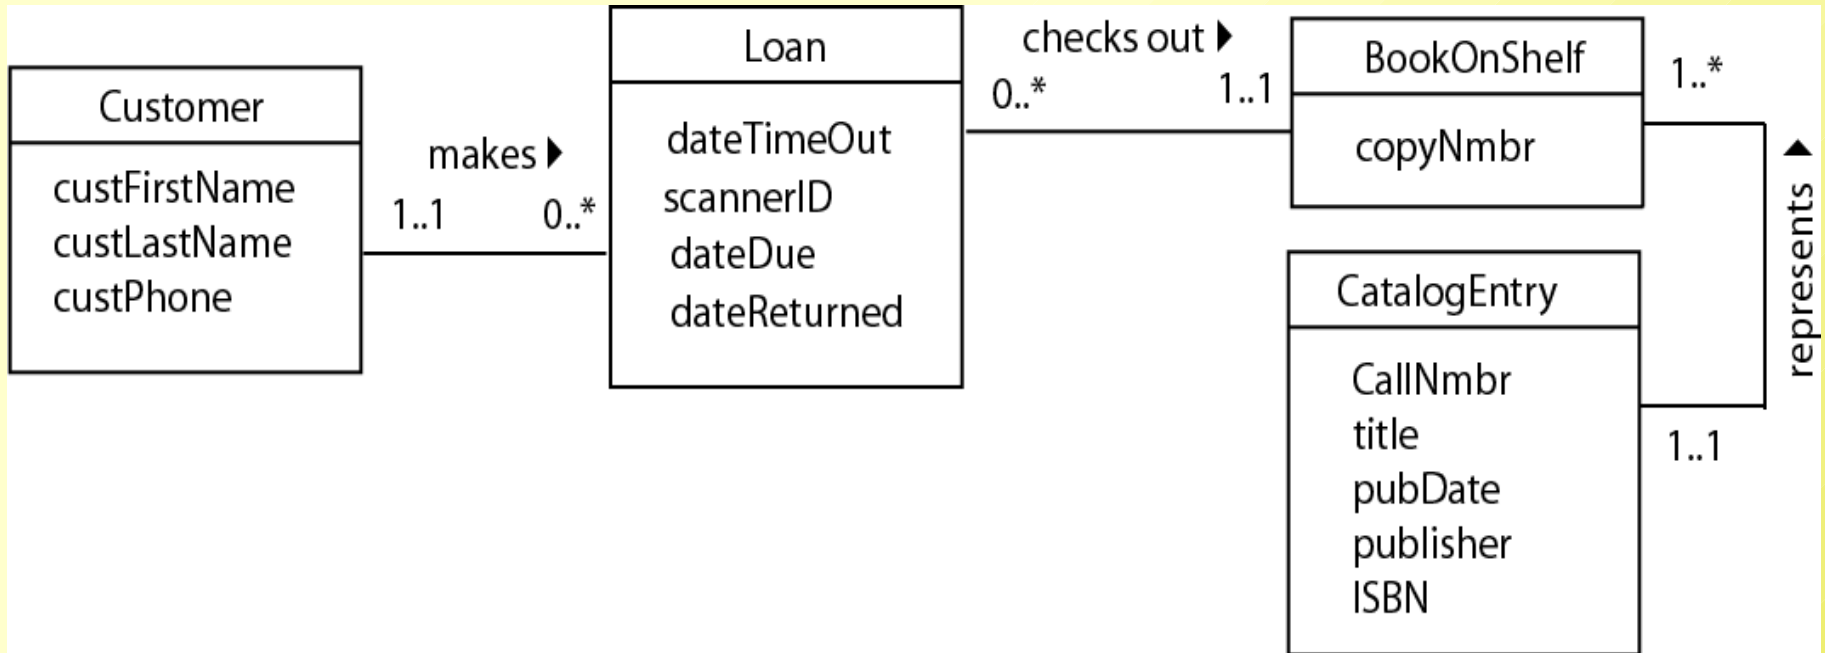 Customer
custFirstName
custLastName
custPhone
makes ▶
1..1
0..*
Loan
dateTimeOut
scannerID
dateDue
dateReturned
checks out ▶
0..*
1..1
BookOnShelf
copyNmbr
1..*
▲
represents
CatalogEntry
CallNmbr
title
pubDate
publisher
ISBN
1..1